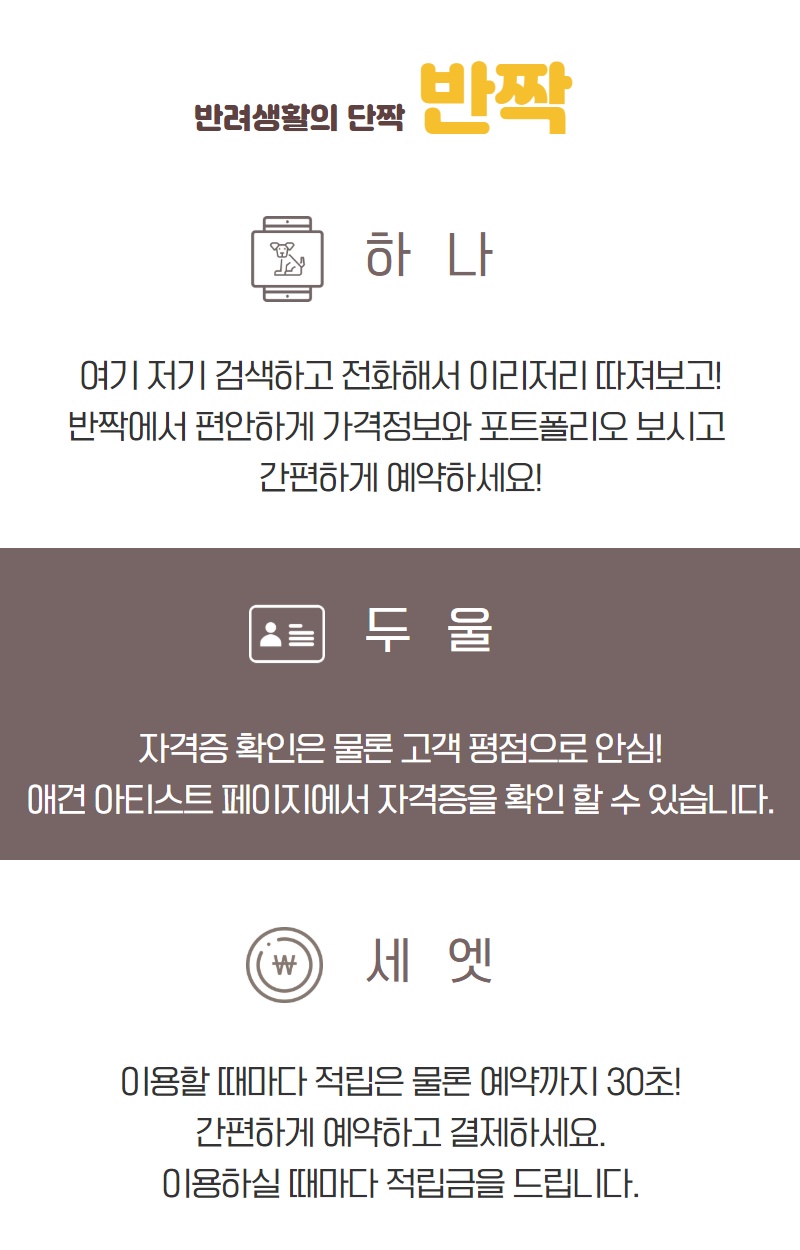 반려생활의 단짝 반짝
하 나
여기 저기 검색하고 전화해서 이리저리 따져보고!
반짝에서 편안하게 가격정보와 포트폴리오 보시고
간편하게 예약하세요!
두 울
자격증 확인은 물론 고객 평점으로 안심!
애견 아티스트 페이지에서 자격증을 확인 할 수 있습니다.
₩
세 엣
이용할 때마다 적립은 물론 예약까지 30초!
간편하게 예약하고 결제하세요.
이용하실 때마다 적립금을 드립니다.